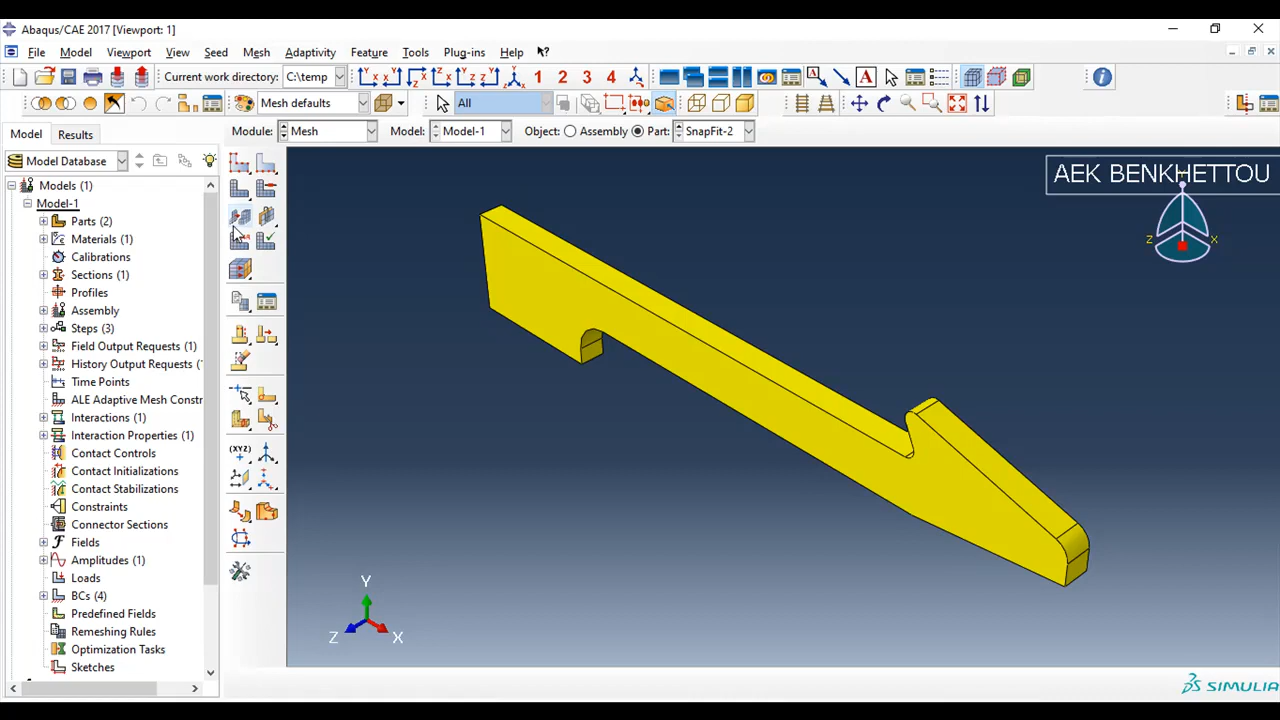 Abaqus/CAE 2017 [Viewport: 1]
File Model Viewport View Seed Mesh Adaptivity Feature Tools Plug-ins Help
Current work directory: C:\temp 1 2 3 4 A
Mesh defaults All
Model Results Module: Mesh Model: Model-1 Object: Assembly Part: SnapFit-2
Model Database
Models (1)
Model-1
Parts (2)
Materials (1)
Calibrations
Sections (1)
Profiles
Assembly
Steps (3)
Field Output Requests (1)
History Output Requests (
Time Points
ALE Adaptive Mesh Constr
Interactions (1)
Interaction Properties (1)
Contact Controls
Contact Initializations
Contact Stabilizations
Constraints
Connector Sections
Fields
Amplitudes (1)
Loads
BCs (4)
Predefined Fields
Remeshing Rules
Optimization Tasks
Sketches
(XYZ)
AEK BENKHETTOU
Z X
Y
Z X
SIMULIA